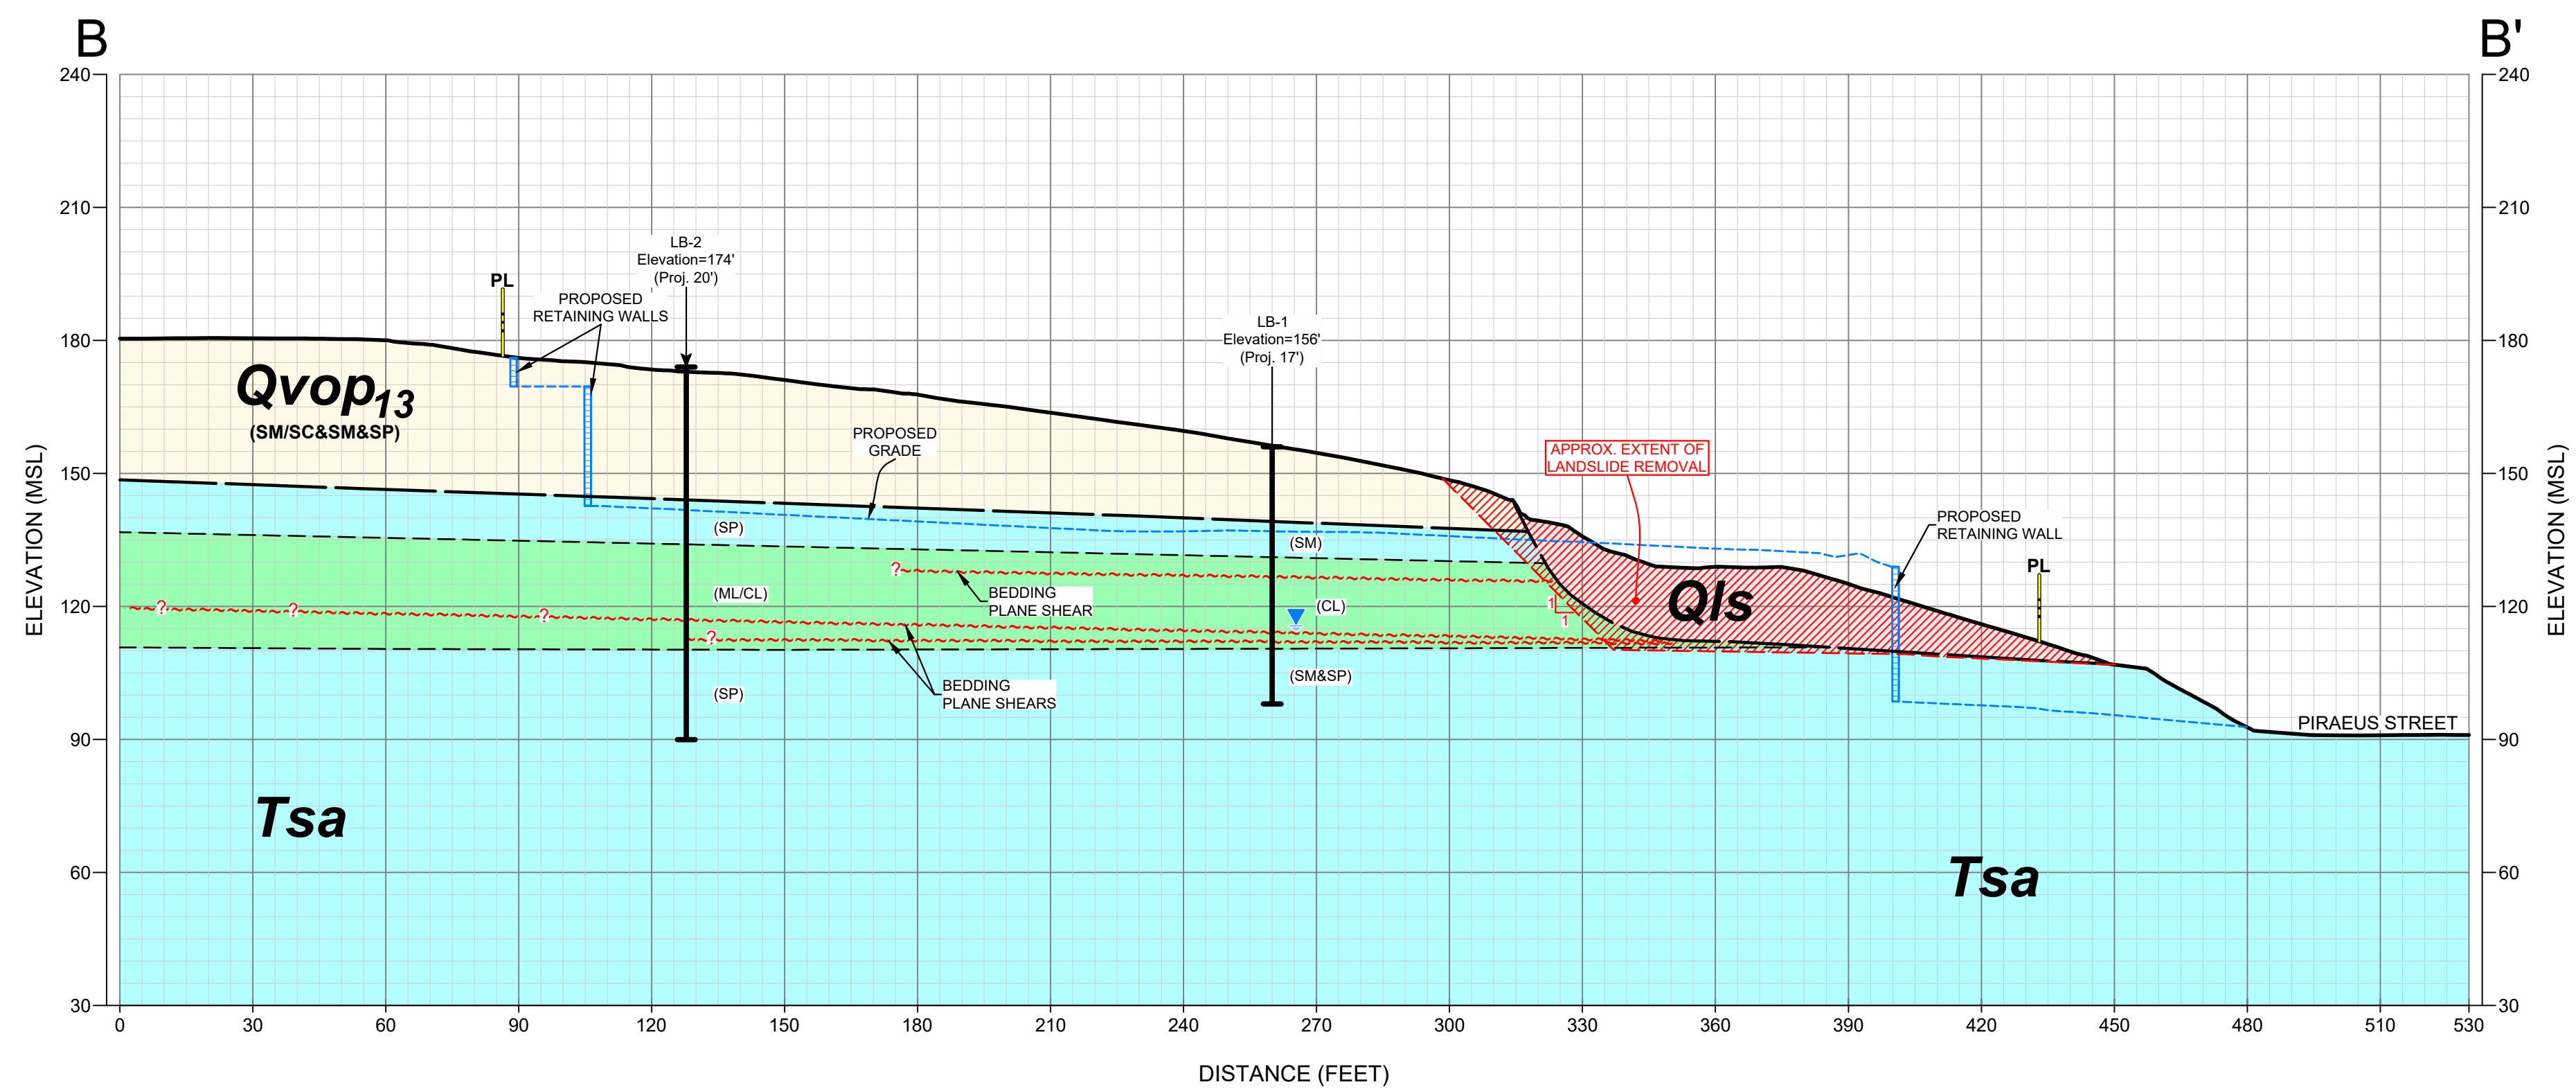 B
B'
240
240
210
210
LB-2
Elevation=174'
(Proj. 20')
PL
PROPOSED
RETAINING WALLS
LB-1
Elevation=156'
(Proj. 17')
180
180
Qvop13
(SM/SC&SM&SP)
PROPOSED
GRADE
APPROX. EXTENT OF
LANDSLIDE REMOVAL
150
150
ELEVATION (MSL)
ELEVATION (MSL)
(SP)
(SM)
PROPOSED
RETAINING WALL
PL
?
(ML/CL)
BEDDING
PLANE SHEAR
(CL)
1
1
Qls
120
120
?
?
?
?
(SP)
BEDDING
PLANE SHEARS
(SM&SP)
PIRAEUS STREET
90
90
Tsa
Tsa
60
60
30
30
0
30
60
90
120
150
180
210
240
270
300
330
360
390
420
450
480
510
530
DISTANCE (FEET)